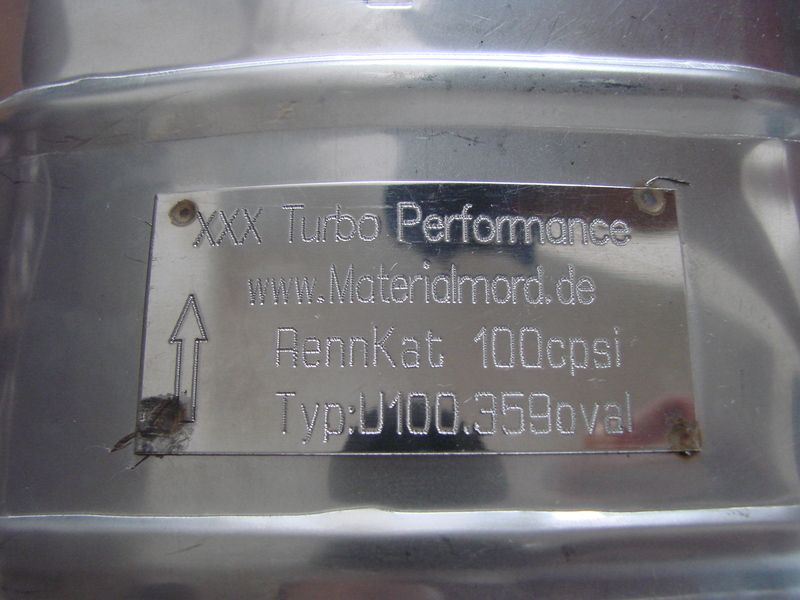 XXX Turbo Performance
www.Materialmord.de
RennKat 100cpsi
Typ:U100.359oval